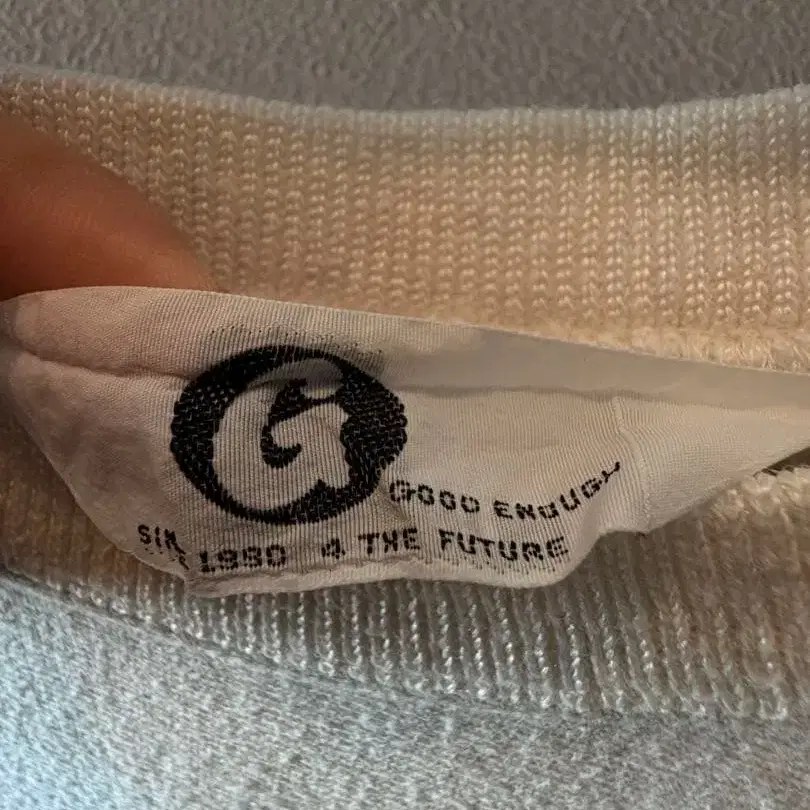 G
GOOD ENOUGH
SINCE 1990 4 THE FUTURE